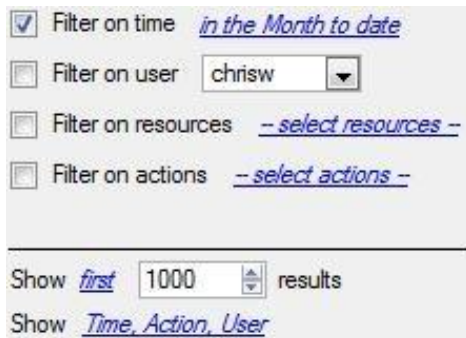 Filter on time in the Month to date
Filter on user chrisw
Filter on resources -- select resources --
Filter on actions -- select actions --
Show first 1000 results
Show Time, Action, User